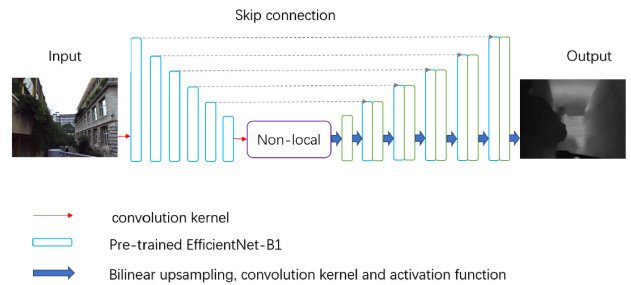 Skip connection
Input
Output
Non-local
convolution kernel
Pre-trained EfficientNet-B1
Bilinear upsampling, convolution kernel and activation function